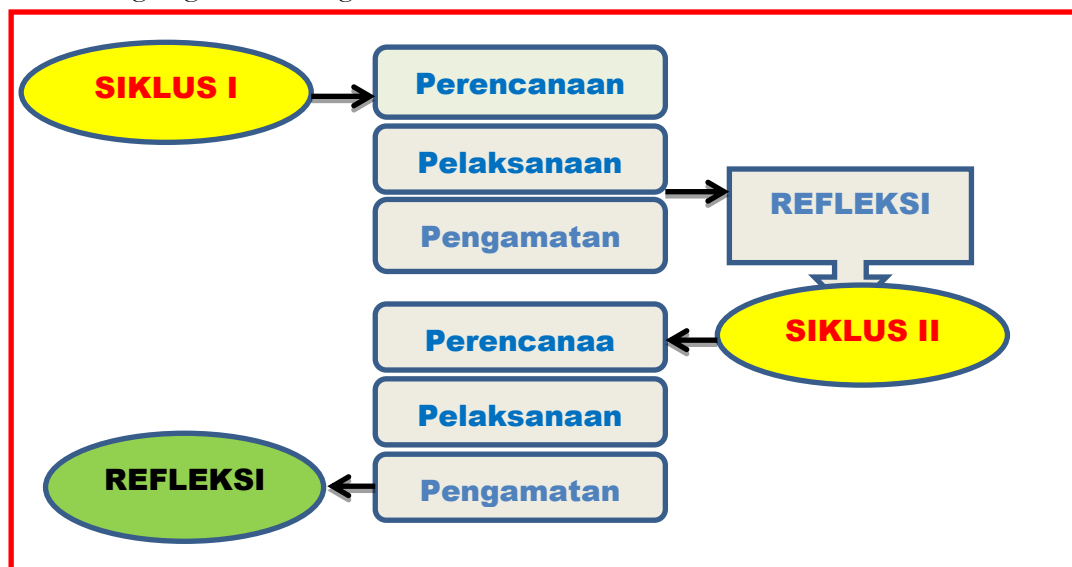 SIKLUS I
Perencanaan
Pelaksanaan
Pengamatan
REFLEKSI
SIKLUS II
Perencanaa
Pelaksanaan
Pengamatan
REFLEKSI